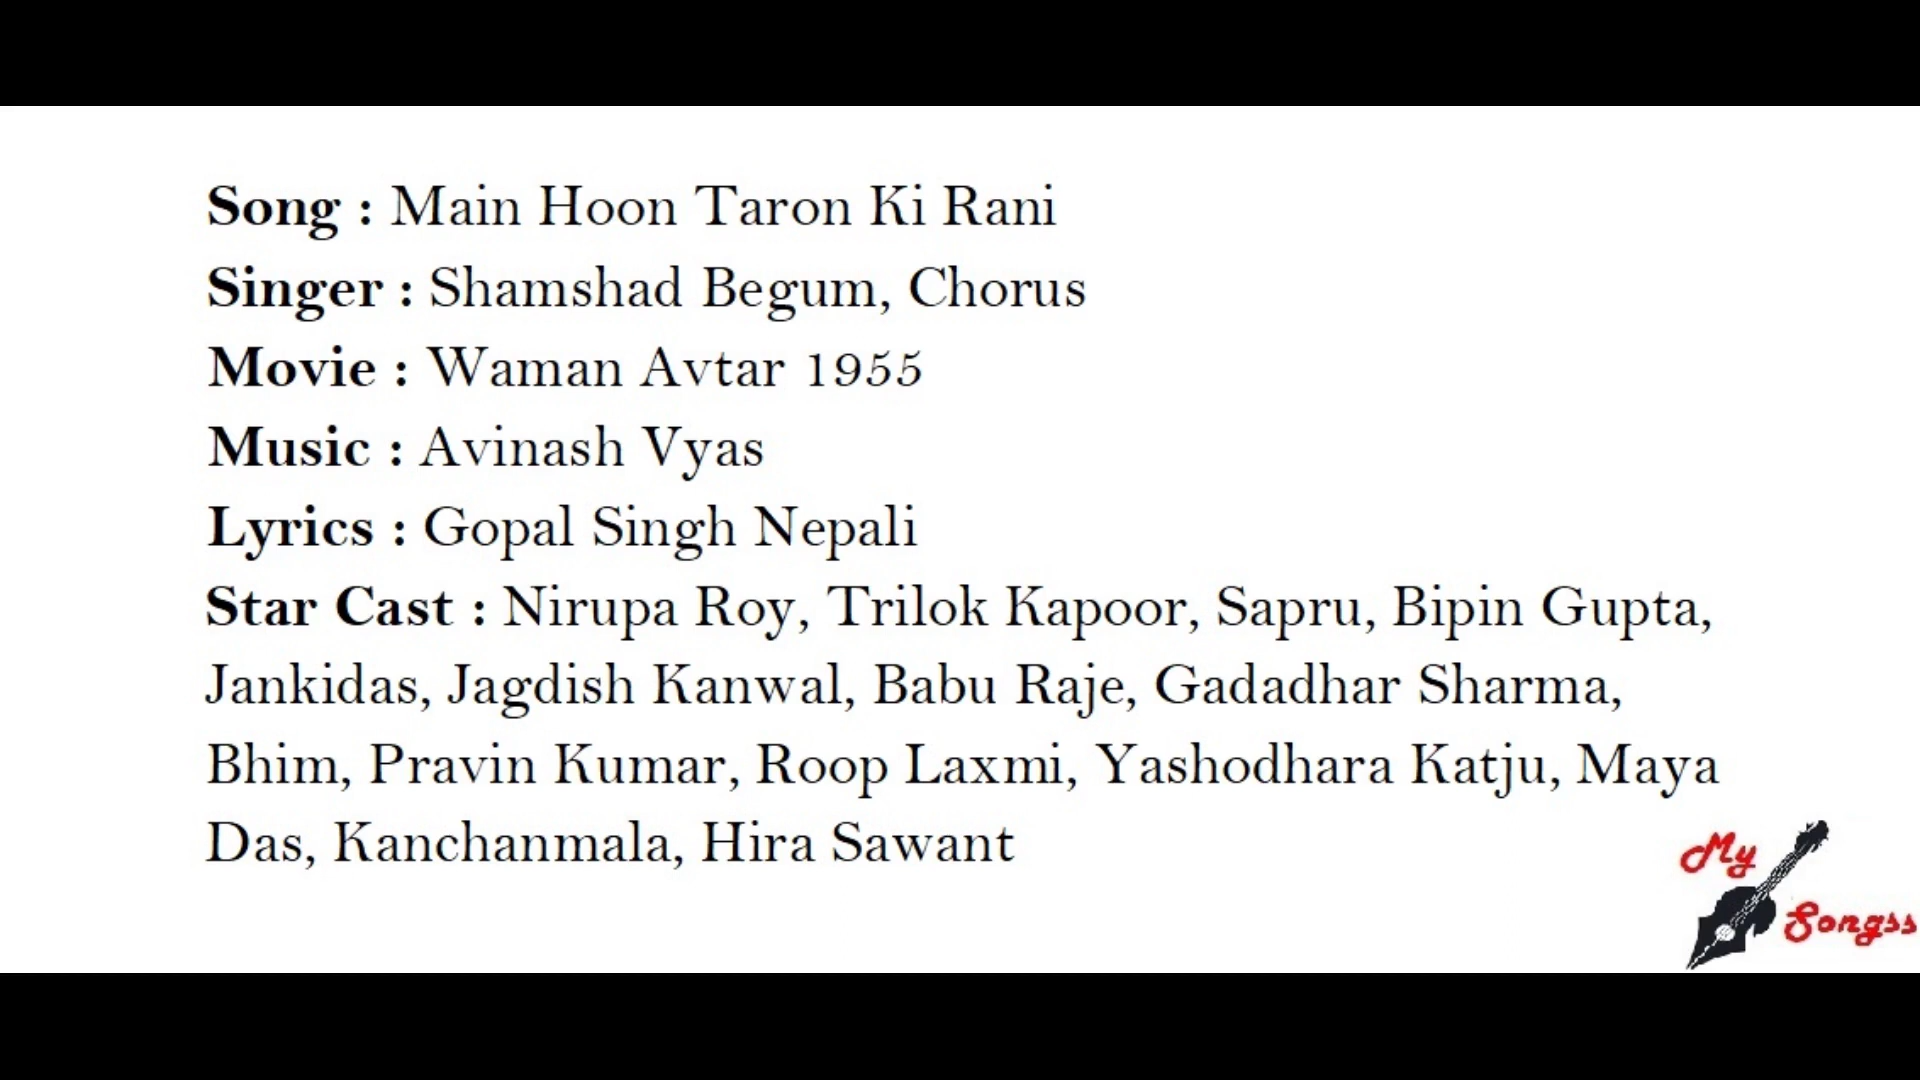 Song : Main Hoon Taron Ki Rani
Singer : Shamshad Begum, Chorus
Movie : Waman Avtar 1955
Music : Avinash Vyas
Lyrics : Gopal Singh Nepali
Star Cast : Nirupa Roy, Trilok Kapoor, Sapru, Bipin Gupta,
Jankidas, Jagdish Kanwal, Babu Raje, Gadadhar Sharma,
Bhim, Pravin Kumar, Roop Laxmi, Yashodhara Katju, Maya
Das, Kanchanmala, Hira Sawant
My
Songss